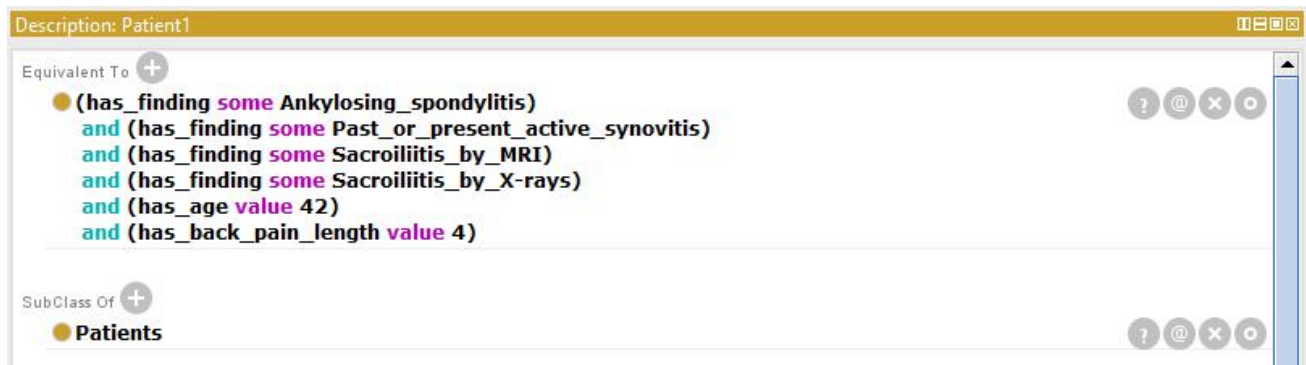 Description: Patient1
Equivalent To
(has_finding some Ankylosing_spondylitis)
and (has_finding some Past_or_present_active_synovitis)
and (has_finding some Sacroiliitis_by_MRI)
and (has_finding some Sacroiliitis_by_X-rays)
and (has_age value 42)
and (has_back_pain_length value 4)
SubClass Of
Patients